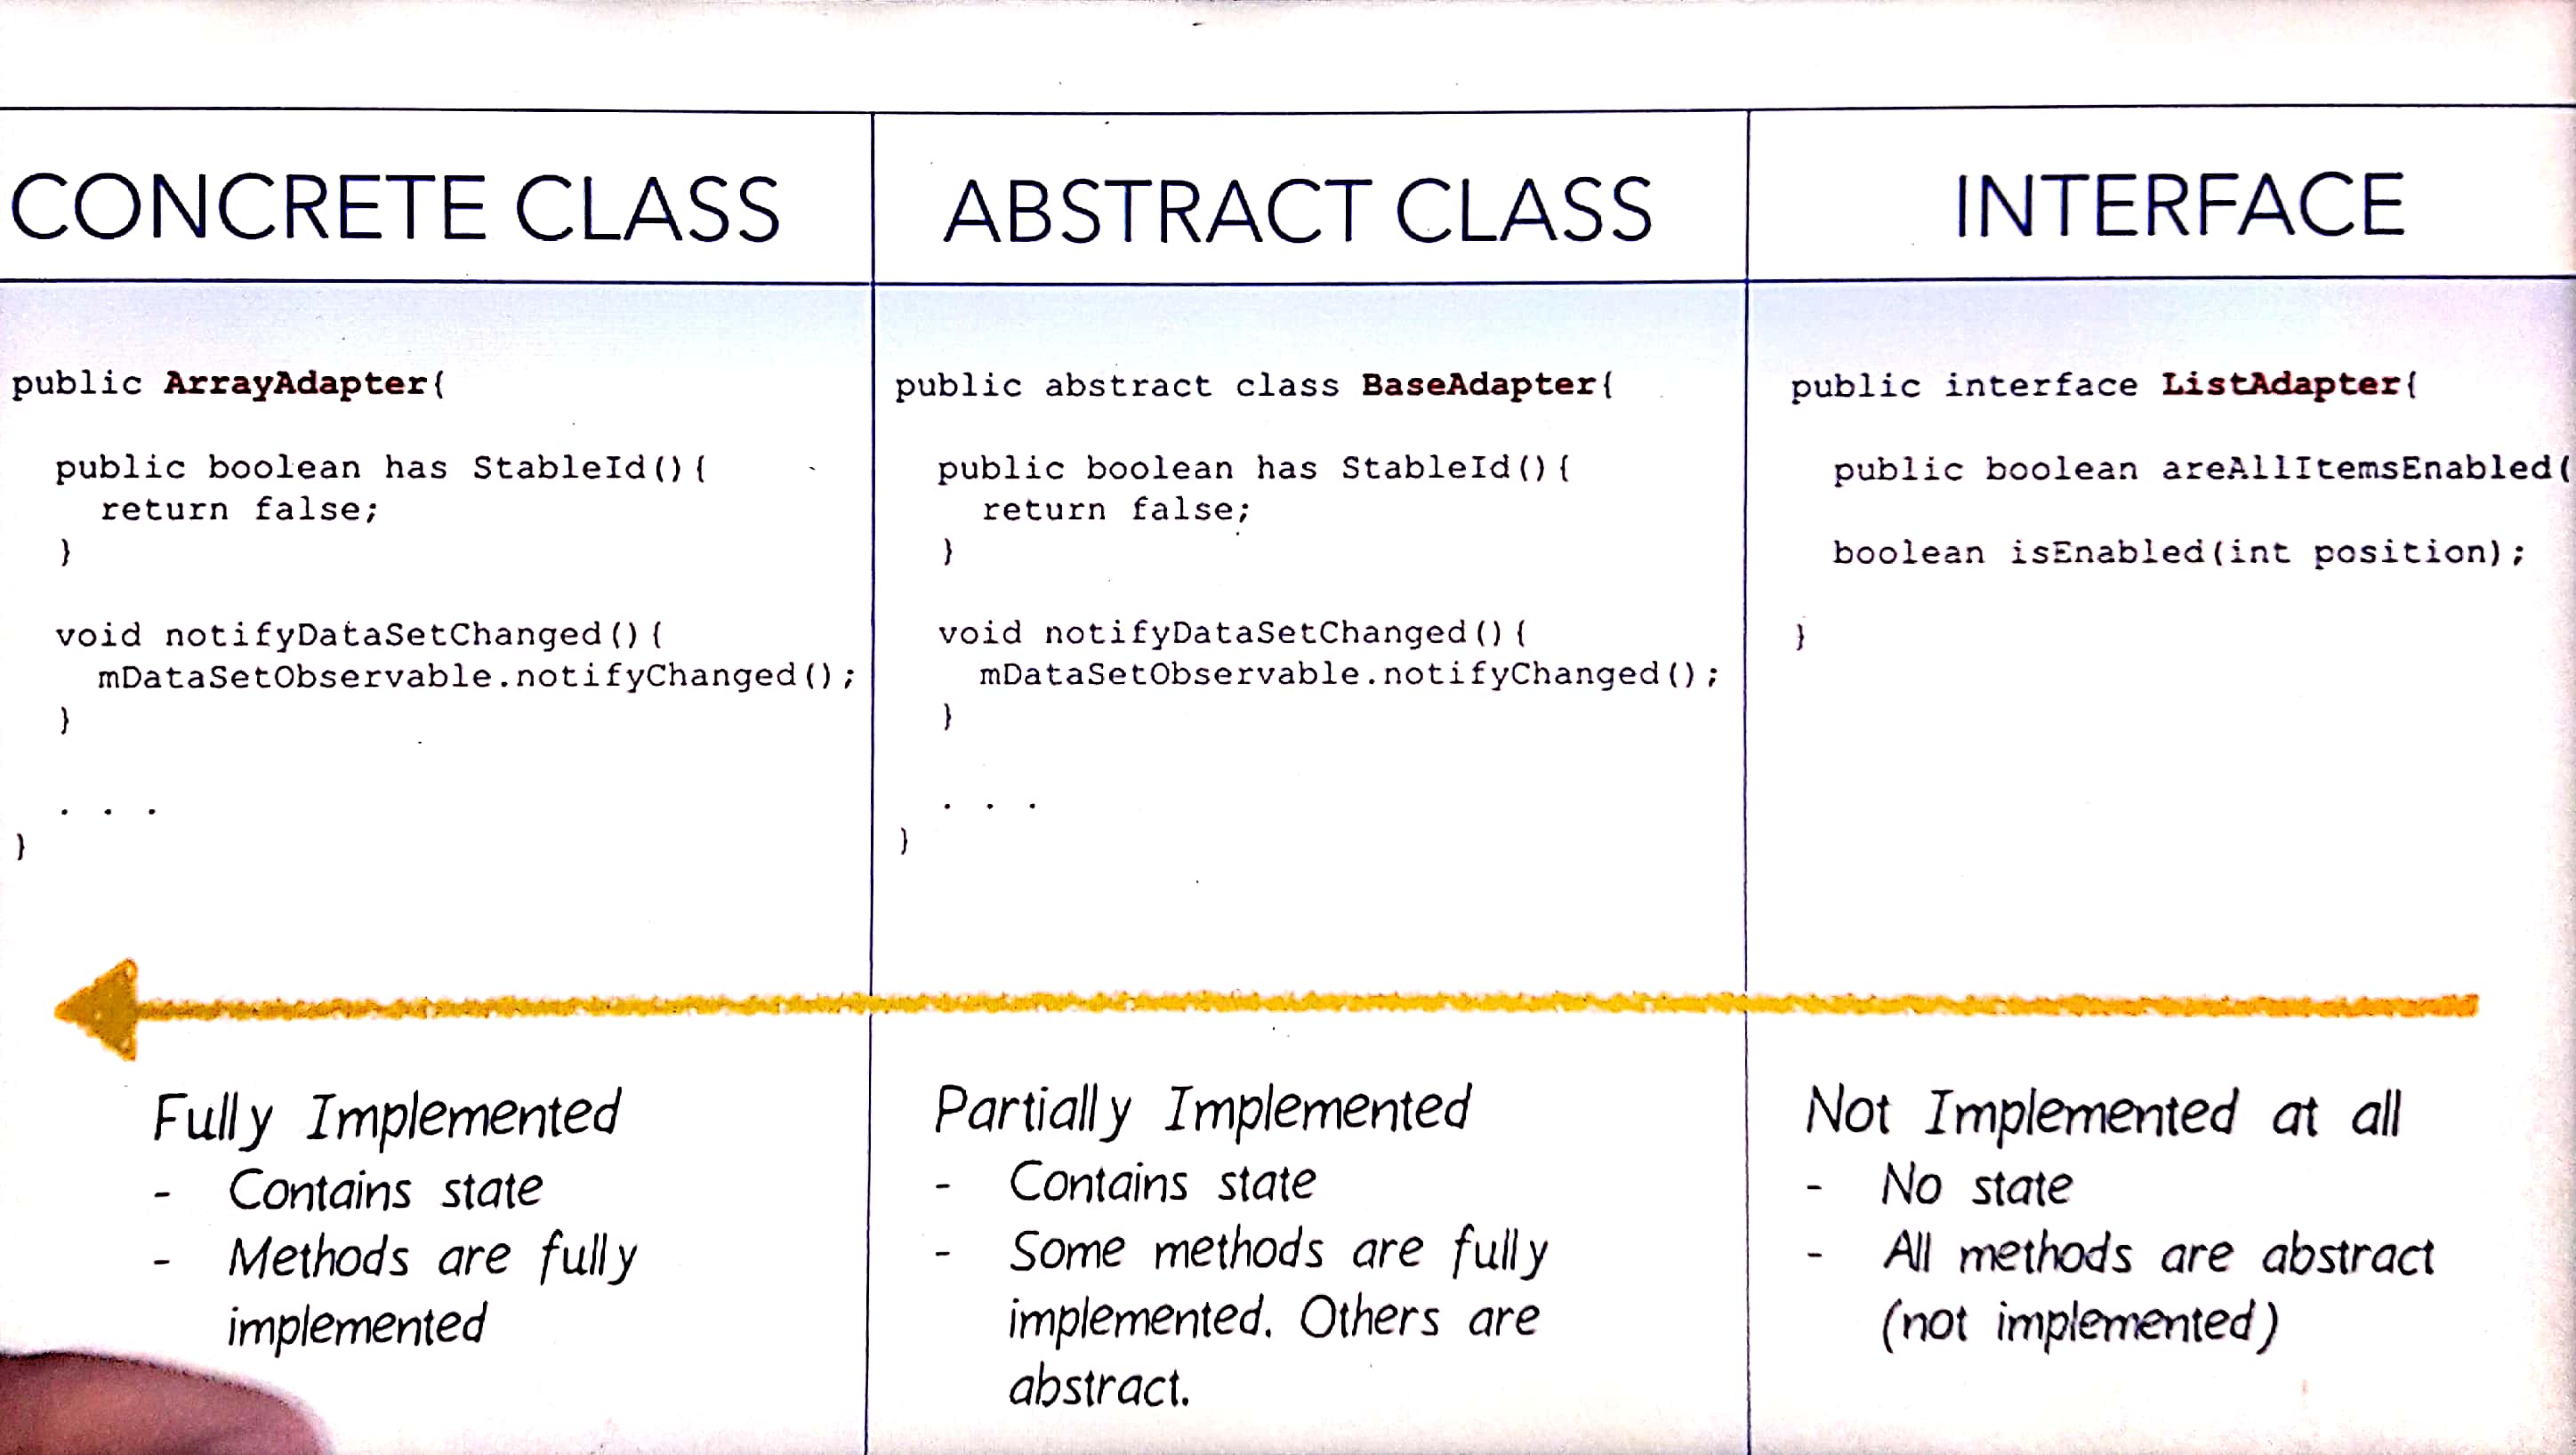 CONCRETE CLASS
ABSTRACT CLASS
INTERFACE
public ArrayAdapter{
public boolean has StableId(){
return false;
}
void notifyDataSetChanged(){
mDataSetObservable.notifyChanged();
}
. . .
}
public abstract class BaseAdapter{
public boolean has StableId(){
return false;
}
void notifyDataSetChanged(){
mDataSetObservable.notifyChanged();
}
. . .
}
public interface ListAdapter{
public boolean areAllItemsEnabled(
boolean isEnabled(int position);
}
Fully Implemented
- Contains state
- Methods are fully
implemented
Partially Implemented
- Contains state
- Some methods are fully
implemented. Others are
abstract.
Not Implemented at all
- No state
- All methods are abstract
(not implemented)